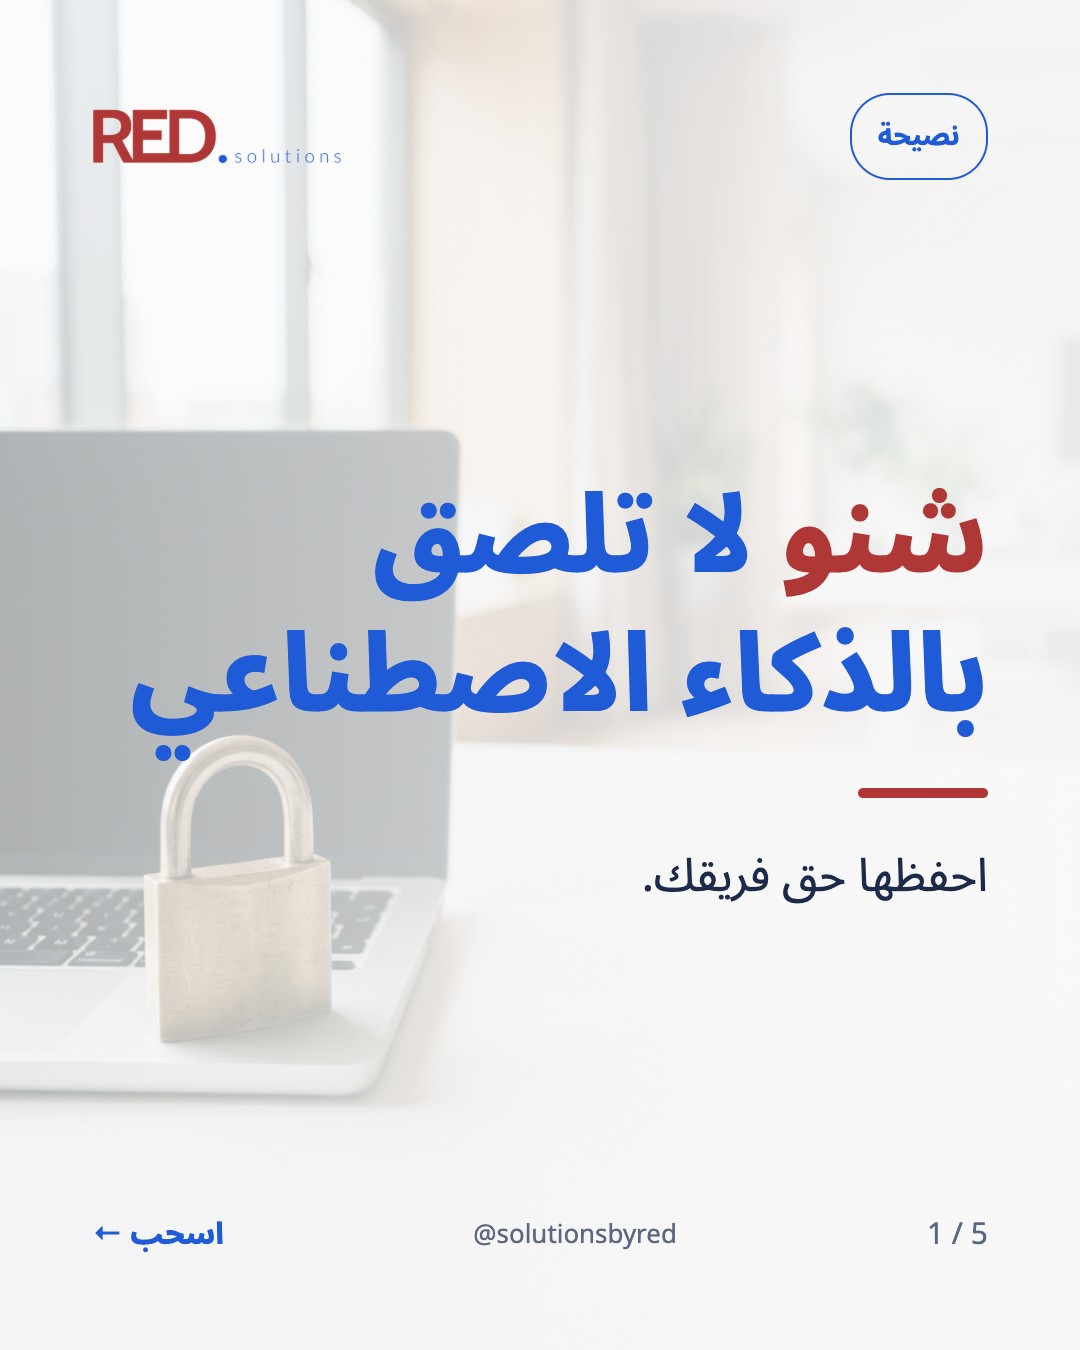 RED.solutions
نصيحة
شنو لا تلصق
بالذكاء الاصطناعي
احفظها حق فريقك.
اسحب ←
@solutionsbyred
1 / 5